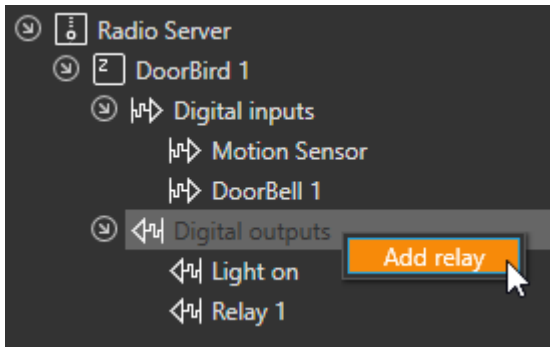 Radio Server
Z DoorBird 1
Digital inputs
Motion Sensor
DoorBell 1
Digital outputs
Add relay
Light on
Relay 1